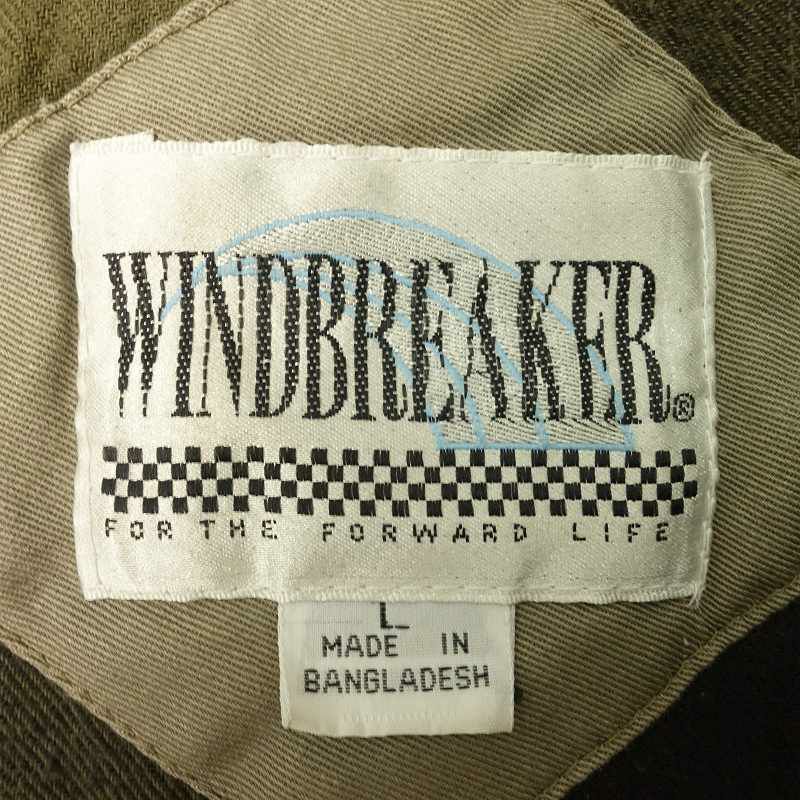 WINDBREAKER®
FOR THE FORWARD LIFE
L
MADE IN
BANGLADESH